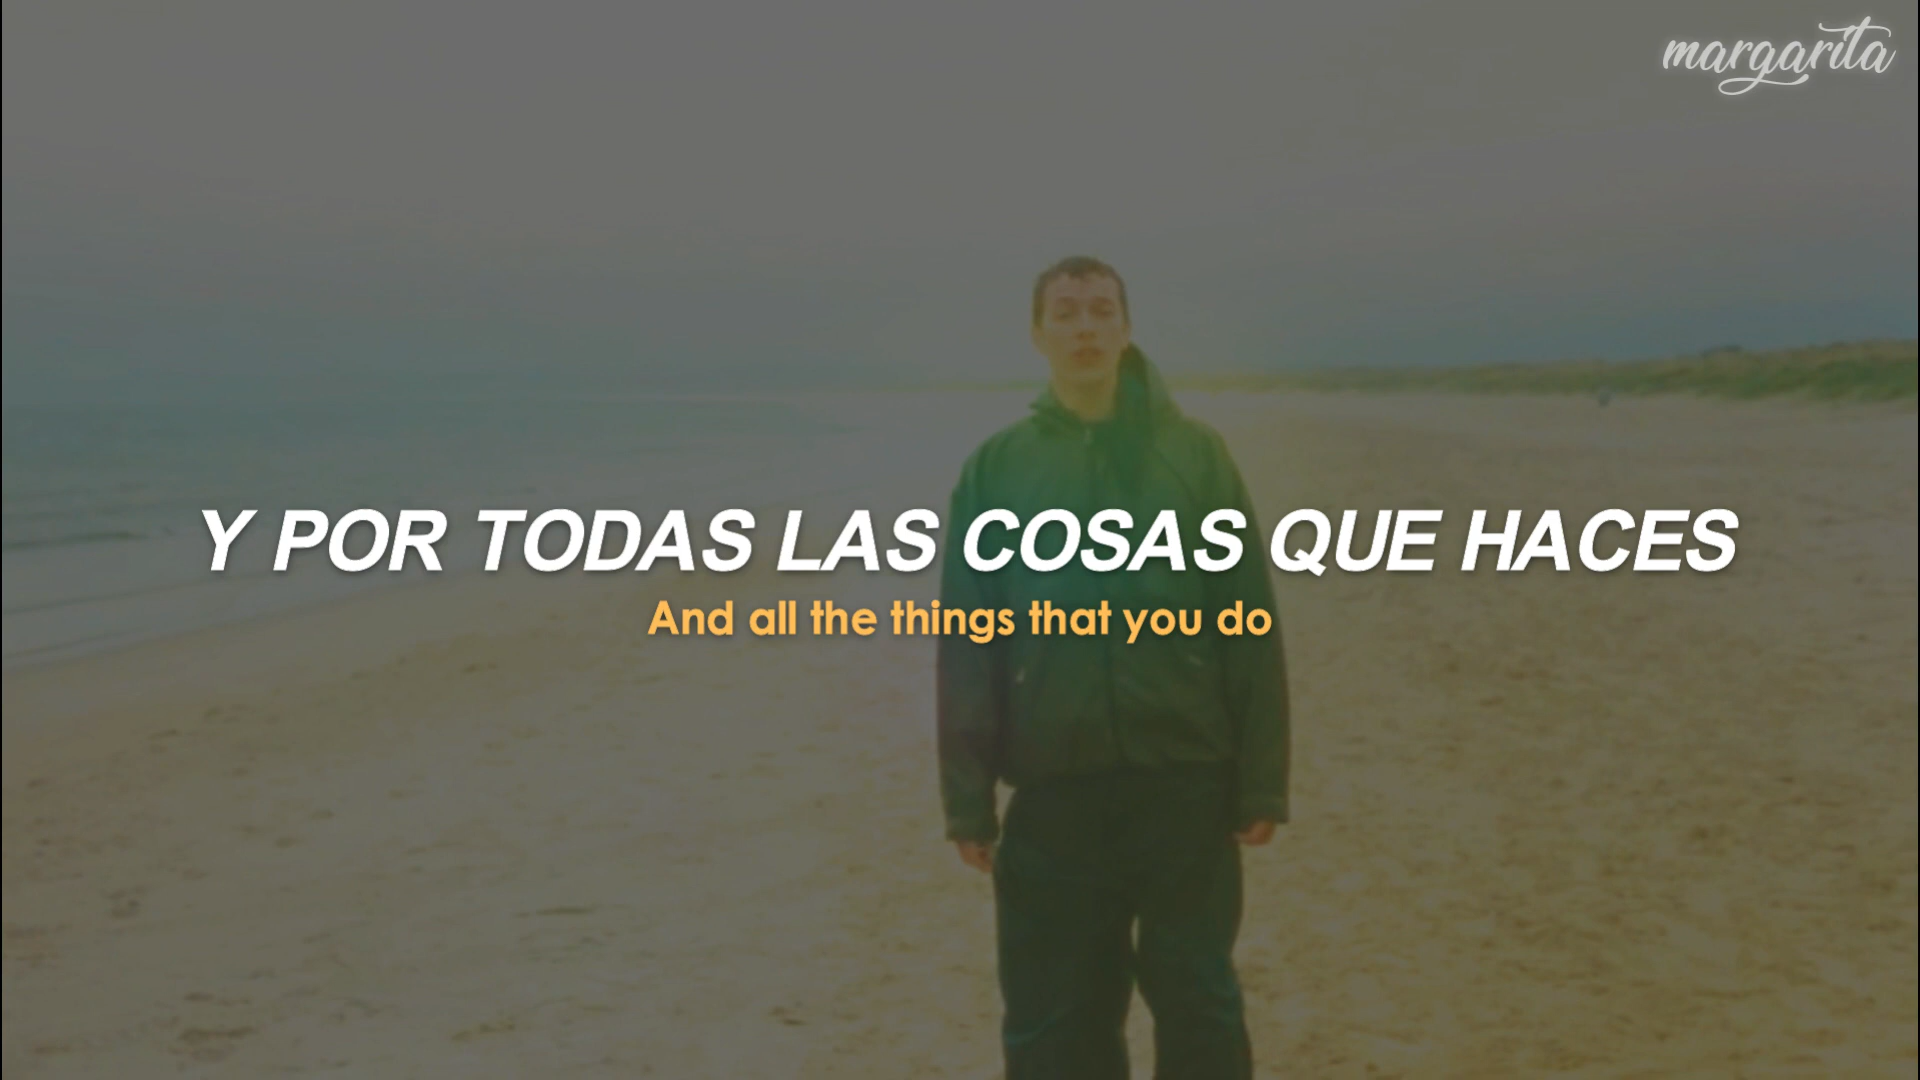 margarita
Y POR TODAS LAS COSAS QUE HACES
And all the things that you do